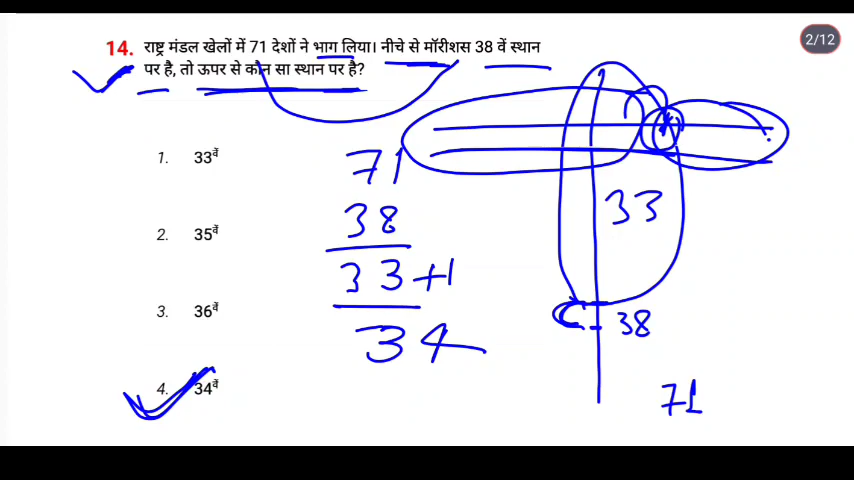 2/12
14. राष्ट्र मंडल खेलों में 71 देशों ने भाग लिया। नीचे से मॉरीशस 38 वें स्थान
पर है, तो ऊपर से कौन सा स्थान पर है?
1. 33वें
2. 35वें
3. 36वें
4. 34वें
71
38
33+1
34
33
38
71